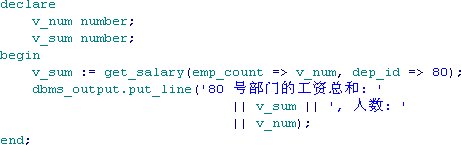 declare
    v_num number;
    v_sum number;
begin
    v_sum := get_salary(emp_count => v_num, dep_id => 80);
    dbms_output.put_line('80 号部门的工资总和: '
                         || v_sum || ', 人数: '
                         || v_num);
end;